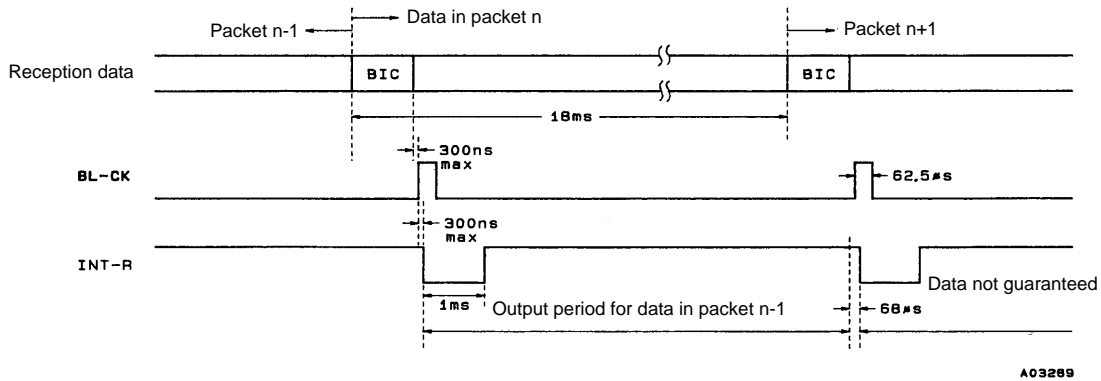 Packet n-1
Data in packet n
Packet n+1
Reception data
BIC
BIC
18ms
300ns
max
BL-CK
62.5µs
300ns
max
INT-R
1ms
Output period for data in packet n-1
Data not guaranteed
68µs
A03289